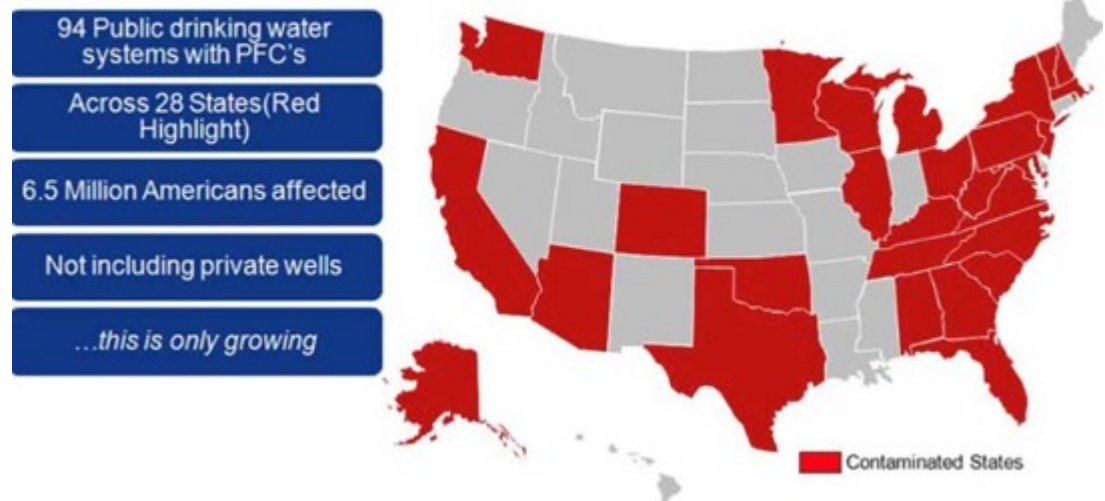 94 Public drinking water
systems with PFC's
Across 28 States(Red
Highlight)
6.5 Million Americans affected
Not including private wells
...this is only growing
Contaminated States